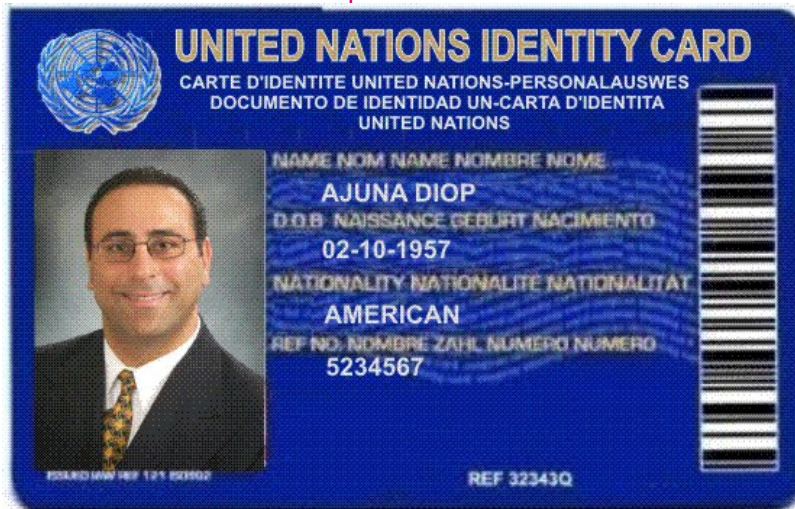 UNITED NATIONS IDENTITY CARD
CARTE D'IDENTITE UNITED NATIONS-PERSONALAUSWES
DOCUMENTO DE IDENTIDAD UN-CARTA D'IDENTITA
UNITED NATIONS
NAME NOM NAME NOMBRE NOME
AJUNA DIOP
D.O.B NAISSANCE GEBURT NACIMIENTO
02-10-1957
NATIONALITY NATIONALITE NATIONALITAT
AMERICAN
REF NO. NOMBRE ZAHL NUMERO NUMERO
5234567
REF 32343Q